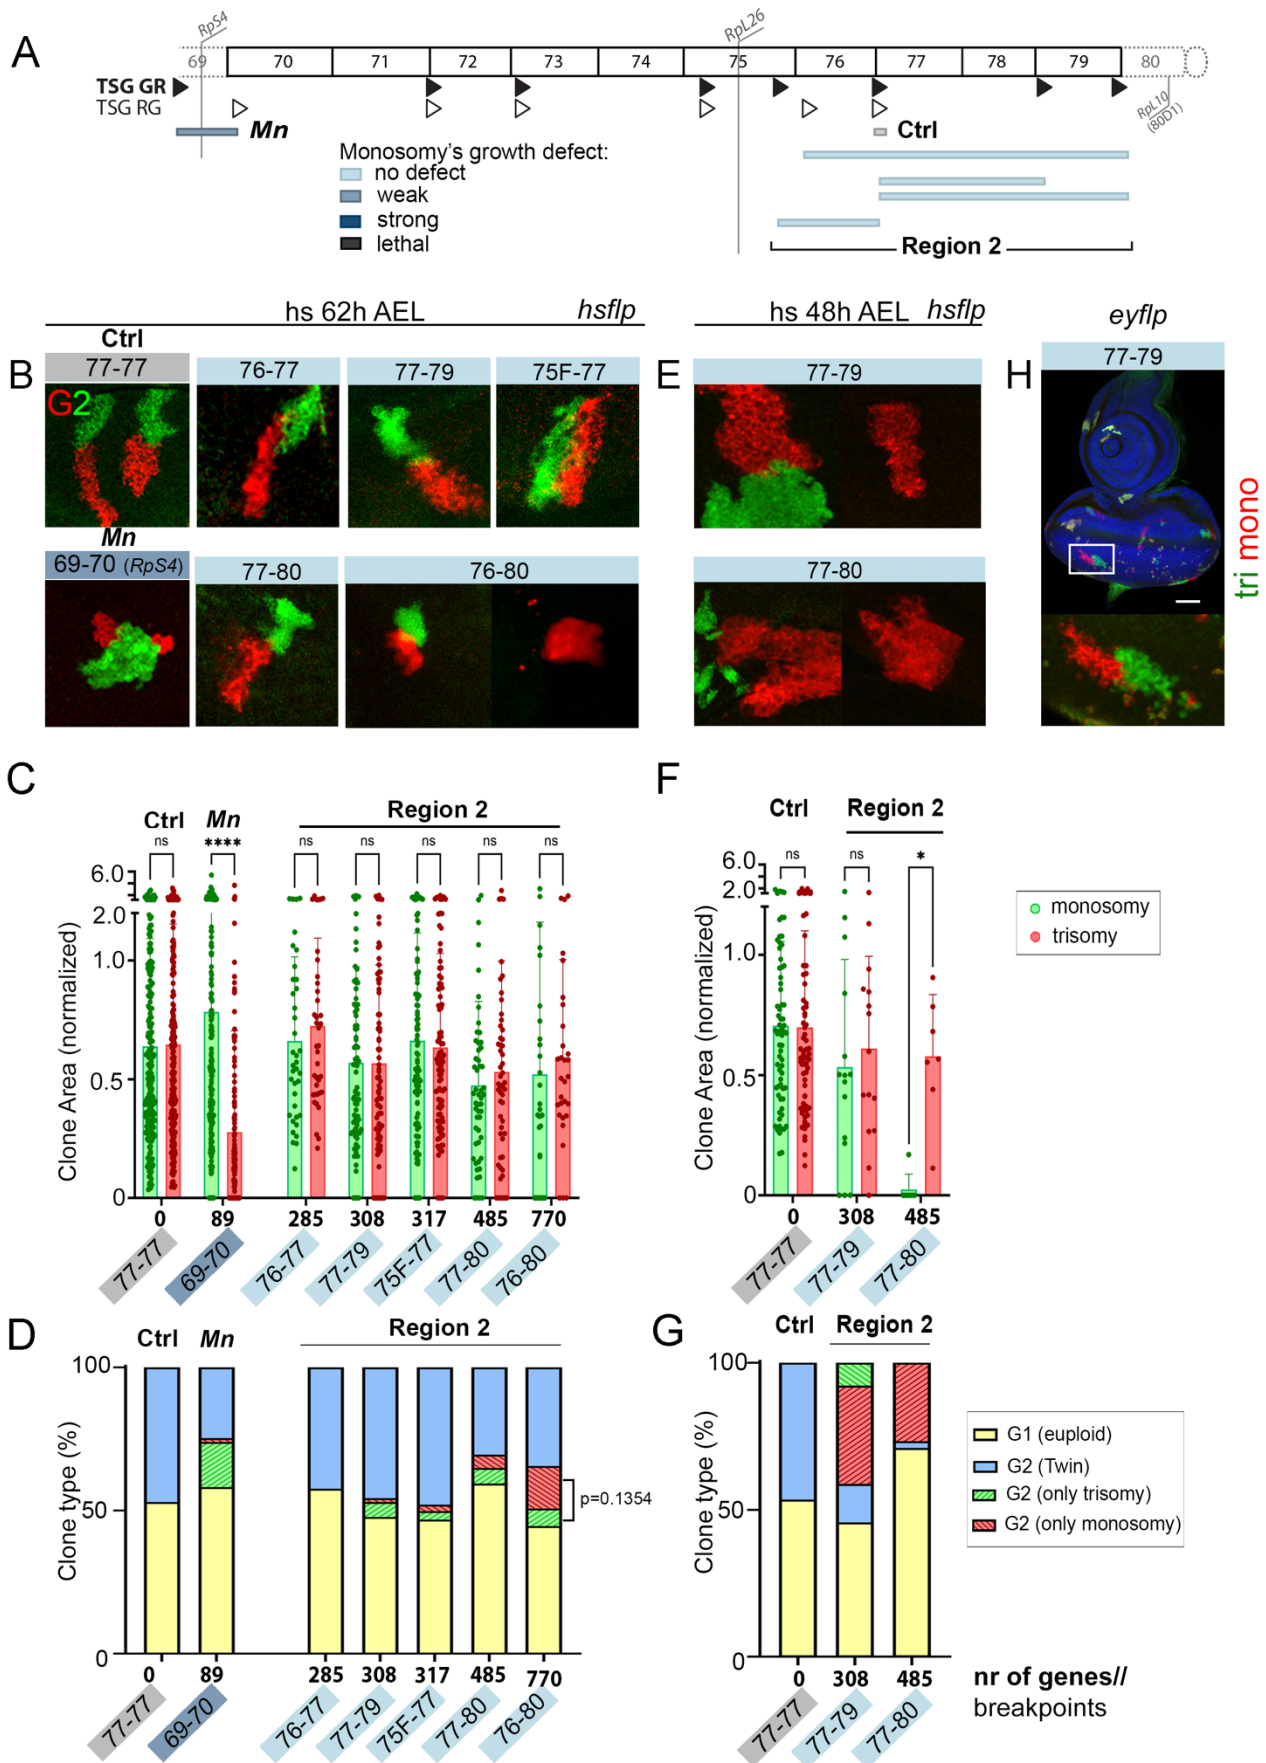 A
RpS4
RpL26
69
70
71
72
73
74
75
76
77
78
79
80
TSG GR
TSG RG
RpL10
(80D1)
Mn
Ctrl
Monosomy's growth defect:
no defect
weak
strong
lethal
Region 2
hs 62h AEL hsflp
hs 48h AEL hsflp
eyflp
B
Ctrl
77-77
76-77
77-79
75F-77
G2
Mn
69-70 (RpS4)
77-80
76-80
E
77-79
77-80
H
77-79
tri mono
C
Ctrl
Mn
Region 2
ns
****
ns
ns
ns
ns
ns
Clone Area (normalized)
6.0
2.0
1.0
0.5
0
0
89
285
308
317
485
770
77-77
69-70
76-77
77-79
75F-77
77-80
76-80
F
Ctrl
Region 2
ns
ns
*
Clone Area (normalized)
6.0
2.0
1.0
0.5
0
0
308
485
77-77
77-79
77-80
monosomy
trisomy
D
Ctrl
Mn
Region 2
Clone type (%)
100
50
0
p=0.1354
0
89
285
308
317
485
770
77-77
69-70
76-77
77-79
75F-77
77-80
76-80
G
Ctrl
Region 2
Clone type (%)
100
50
0
0
308
485
77-77
77-79
77-80
G1 (euploid)
G2 (Twin)
G2 (only trisomy)
G2 (only monosomy)
nr of genes//
breakpoints